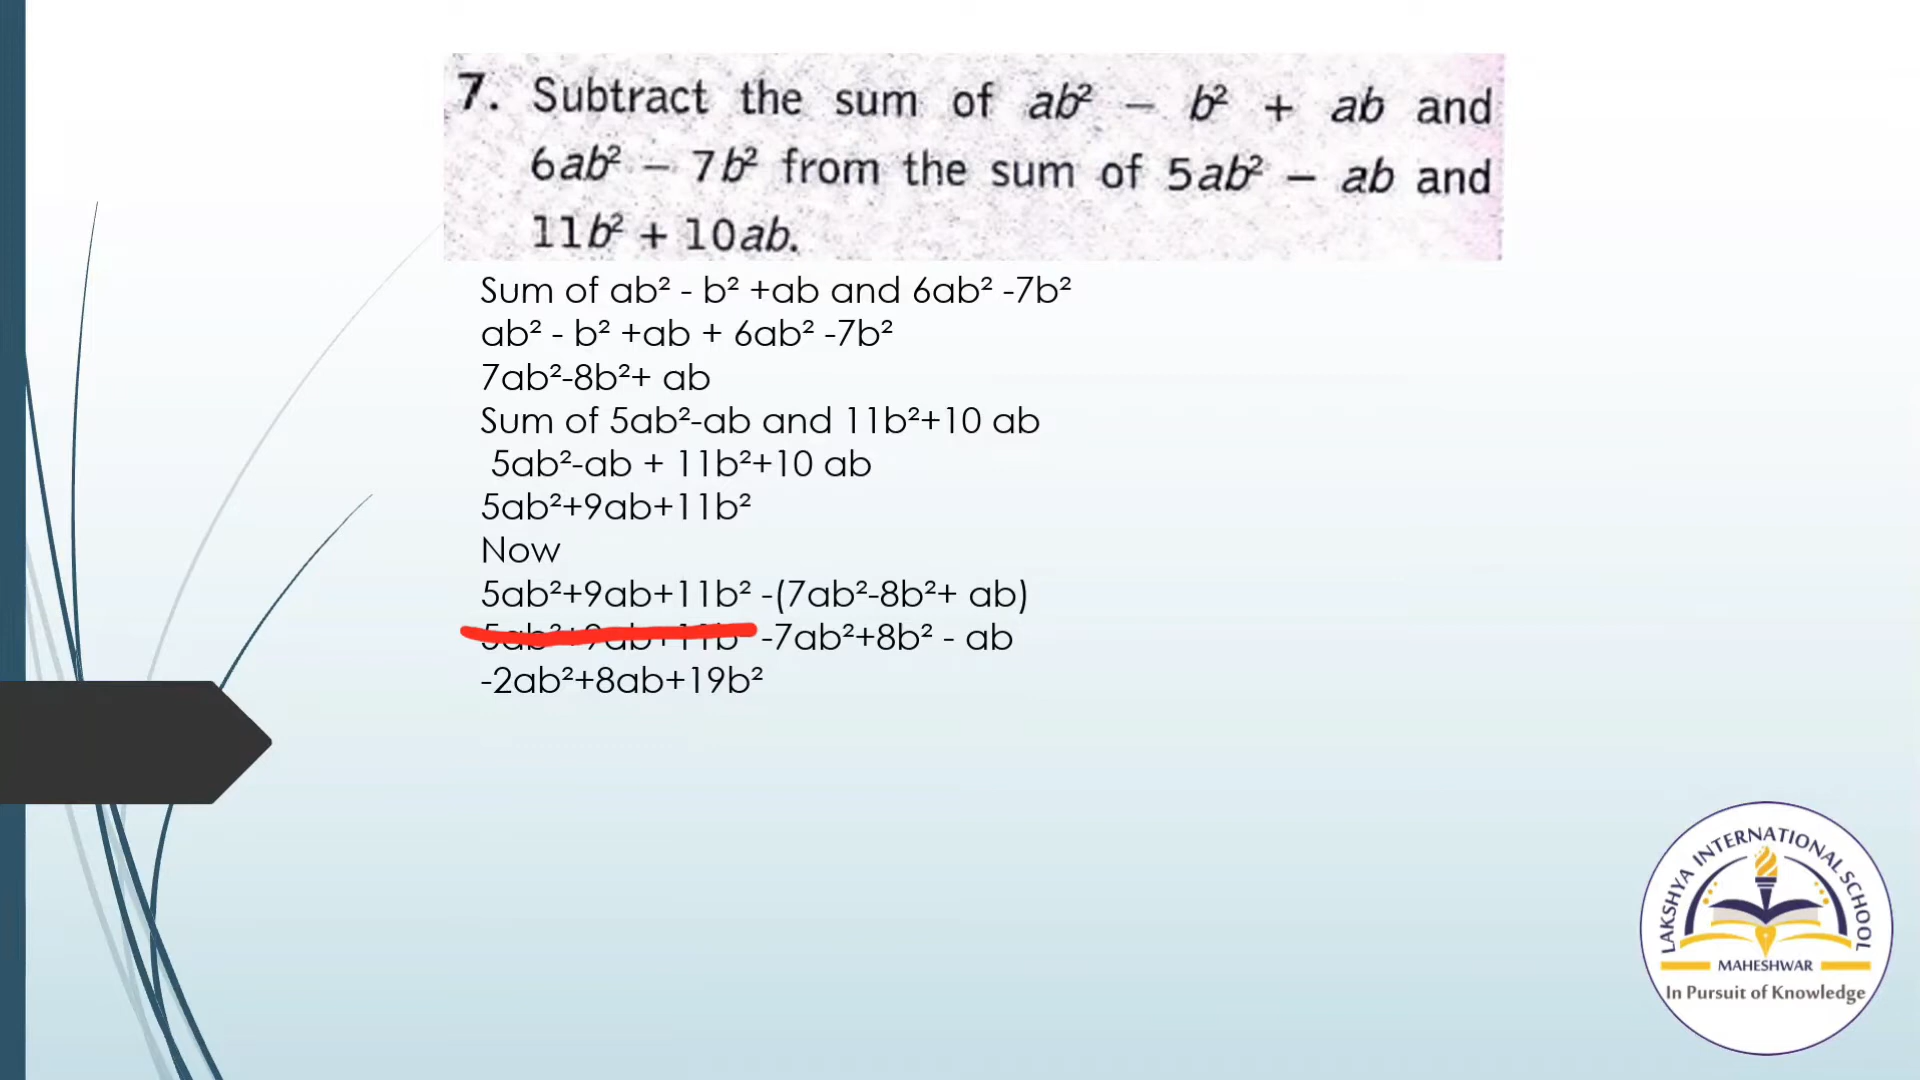 7. Subtract the sum of ab² − b² + ab and
6ab² − 7b² from the sum of 5ab² − ab and
11b² + 10ab.
Sum of ab² - b² +ab and 6ab² -7b²
ab² - b² +ab + 6ab² -7b²
7ab²-8b²+ ab
Sum of 5ab²-ab and 11b²+10 ab
5ab²-ab + 11b²+10 ab
5ab²+9ab+11b²
Now
5ab²+9ab+11b² -(7ab²-8b²+ ab)
5ab²+9ab+11b² -7ab²+8b² - ab
-2ab²+8ab+19b²
LAKSHYA INTERNATIONAL SCHOOL
MAHESHWAR
In Pursuit of Knowledge